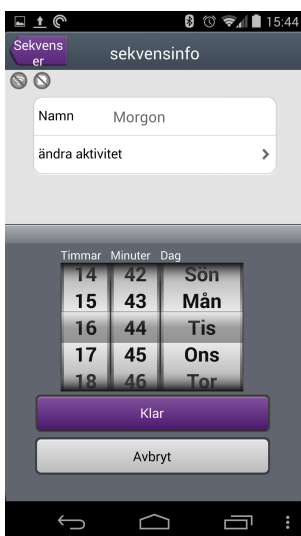 15:44
Sekvens
er
sekvensinfo
Namn Morgon
ändra aktivitet
Timmar Minuter Dag
14 42 Sön
15 43 Mån
16 44 Tis
17 45 Ons
18 46 Tor
Klar
Avbryt